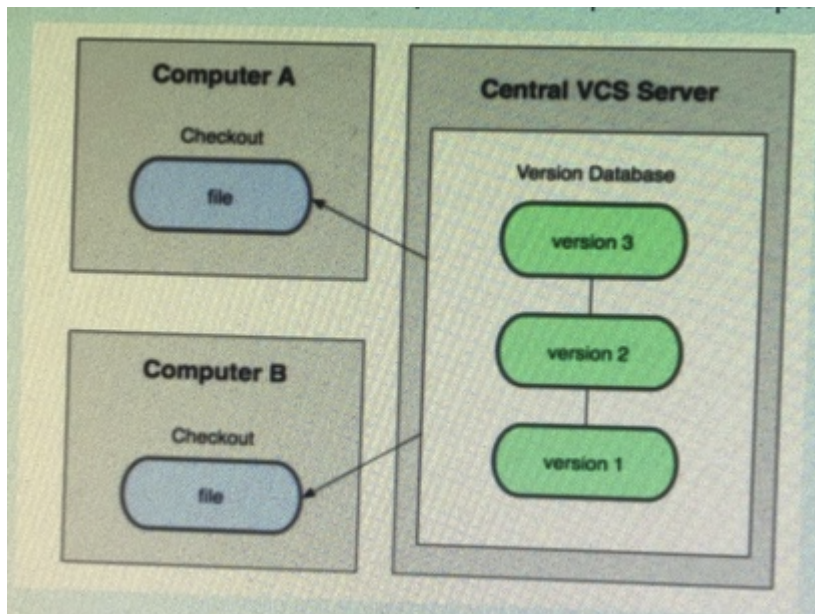 Computer A
Checkout
file
Computer B
Checkout
file
Central VCS Server
Version Database
version 3
version 2
version 1